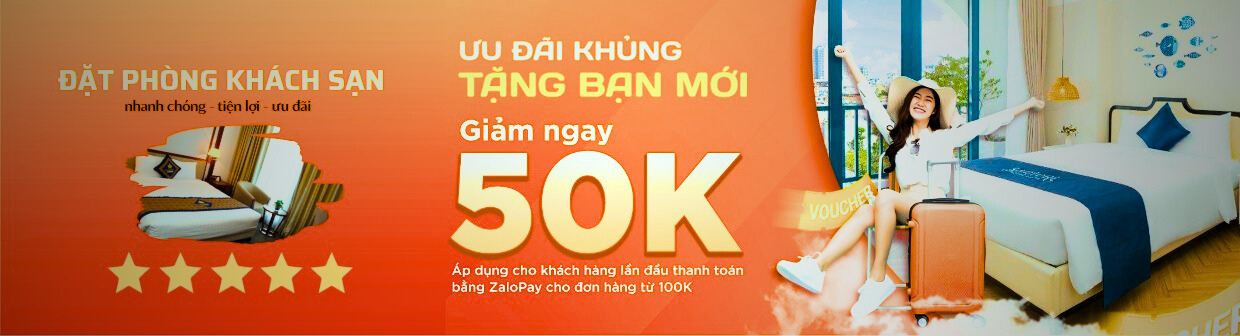 ĐẶT PHÒNG KHÁCH SẠN
nhanh chóng - tiện lợi - ưu đãi
ƯU ĐÃI KHỦNG
TẶNG BẠN MỚI
Giảm ngay
50K
Áp dụng cho khách hàng lần đầu thanh toán
bằng ZaloPay cho đơn hàng từ 100K
VOUCHER
VOUCHER